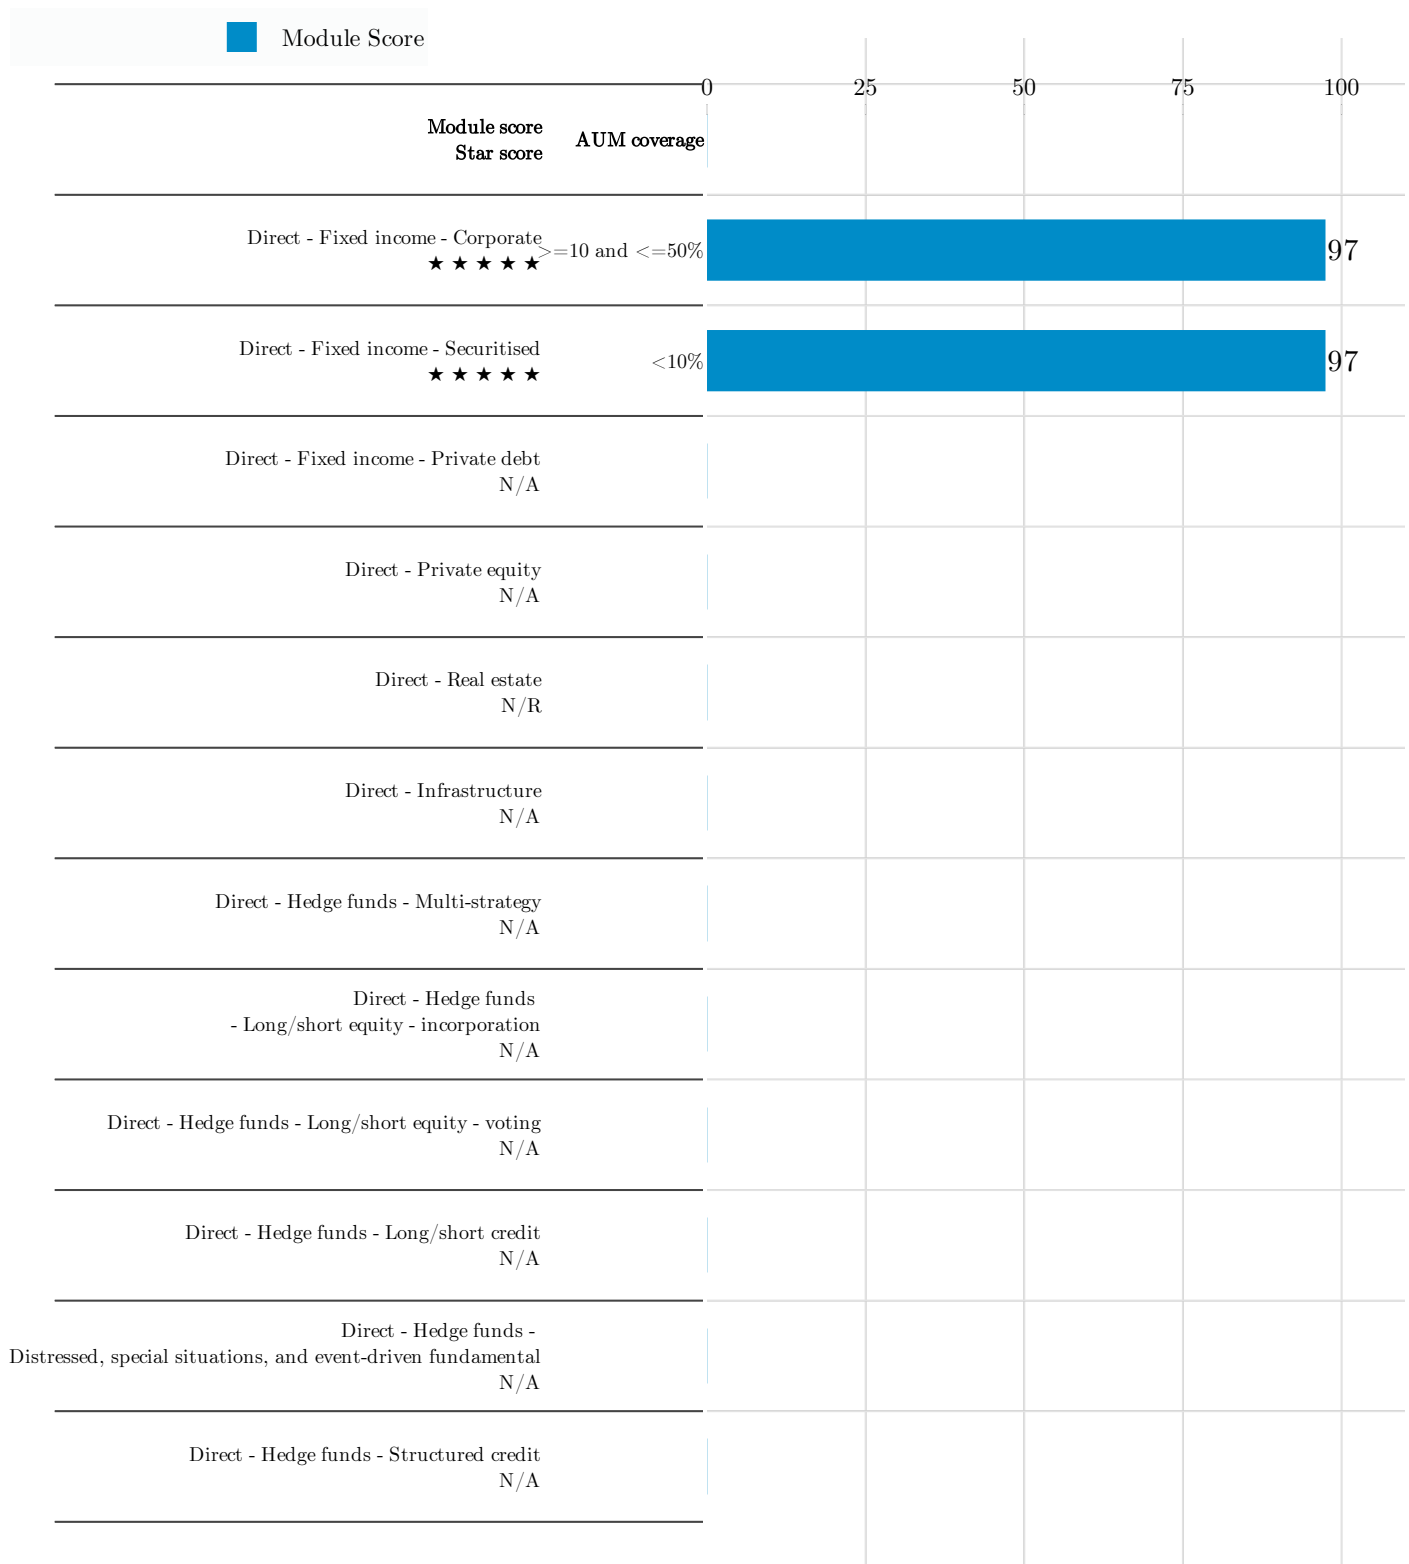 Module Score
0 25 50 75 100
Module score
Star score
AUM coverage
Direct - Fixed income - Corporate
★ ★ ★ ★ ★
>=10 and <=50%
97
Direct - Fixed income - Securitised
★ ★ ★ ★ ★
<10%
97
Direct - Fixed income - Private debt
N/A
Direct - Private equity
N/A
Direct - Real estate
N/R
Direct - Infrastructure
N/A
Direct - Hedge funds - Multi-strategy
N/A
Direct - Hedge funds
- Long/short equity - incorporation
N/A
Direct - Hedge funds - Long/short equity - voting
N/A
Direct - Hedge funds - Long/short credit
N/A
Direct - Hedge funds -
Distressed, special situations, and event-driven fundamental
N/A
Direct - Hedge funds - Structured credit
N/A